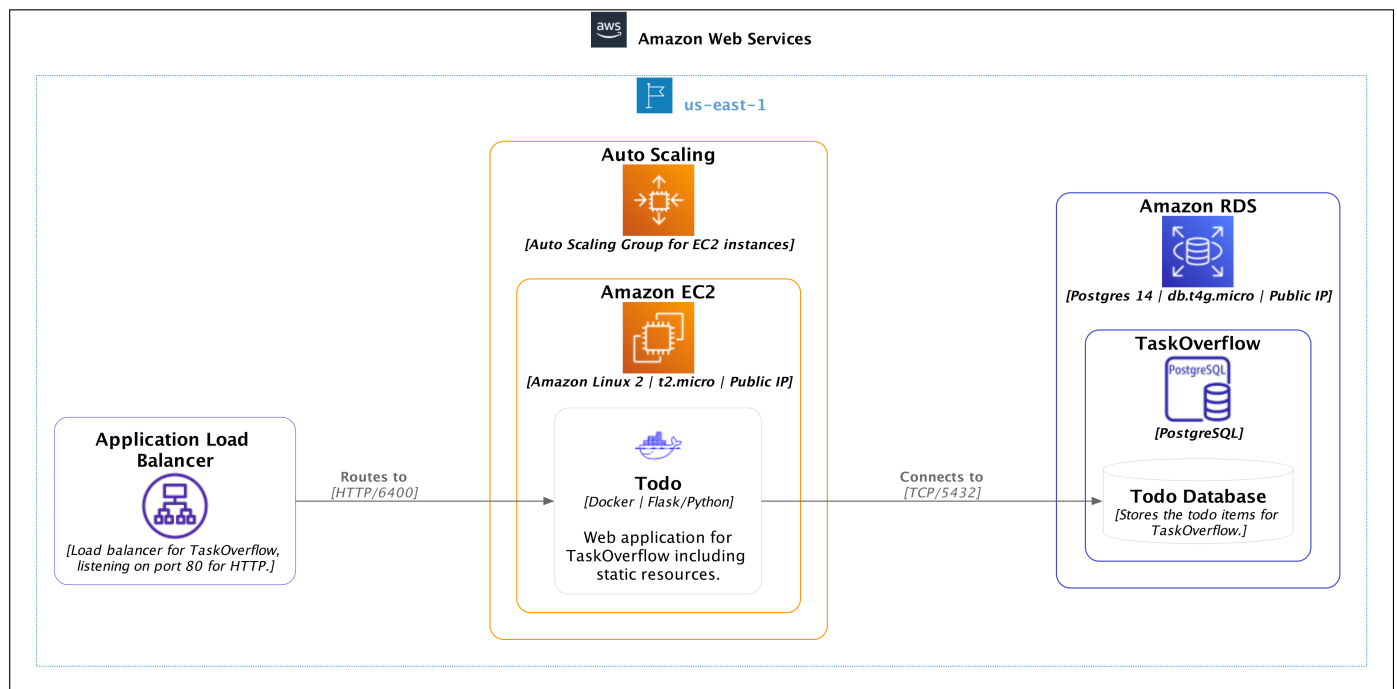 aws
Amazon Web Services
us-east-1
Auto Scaling
[Auto Scaling Group for EC2 instances]
Amazon EC2
[Amazon Linux 2 | t2.micro | Public IP]
Application Load
Balancer
[Load balancer for TaskOverflow,
listening on port 80 for HTTP.]
Routes to
[HTTP/6400]
Todo
[Docker | Flask/Python]
Web application for
TaskOverflow including
static resources.
Connects to
[TCP/5432]
Amazon RDS
[Postgres 14 | db.t4g.micro | Public IP]
TaskOverflow
PostgreSQL
[PostgreSQL]
Todo Database
[Stores the todo items for
TaskOverflow.]